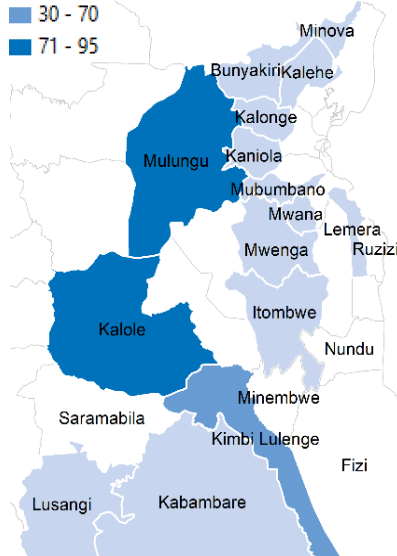 30 - 70
71 - 95
Minova
Bunyakiri
Kalehe
Kalonge
Mulungu
Kaniola
Mubumbano
Mwana
Lemera
Mwenga
Ruzizi
Itombwe
Kalole
Nundu
Minembwe
Saramabila
Kimbi Lulenge
Fizi
Lusangi
Kabambare